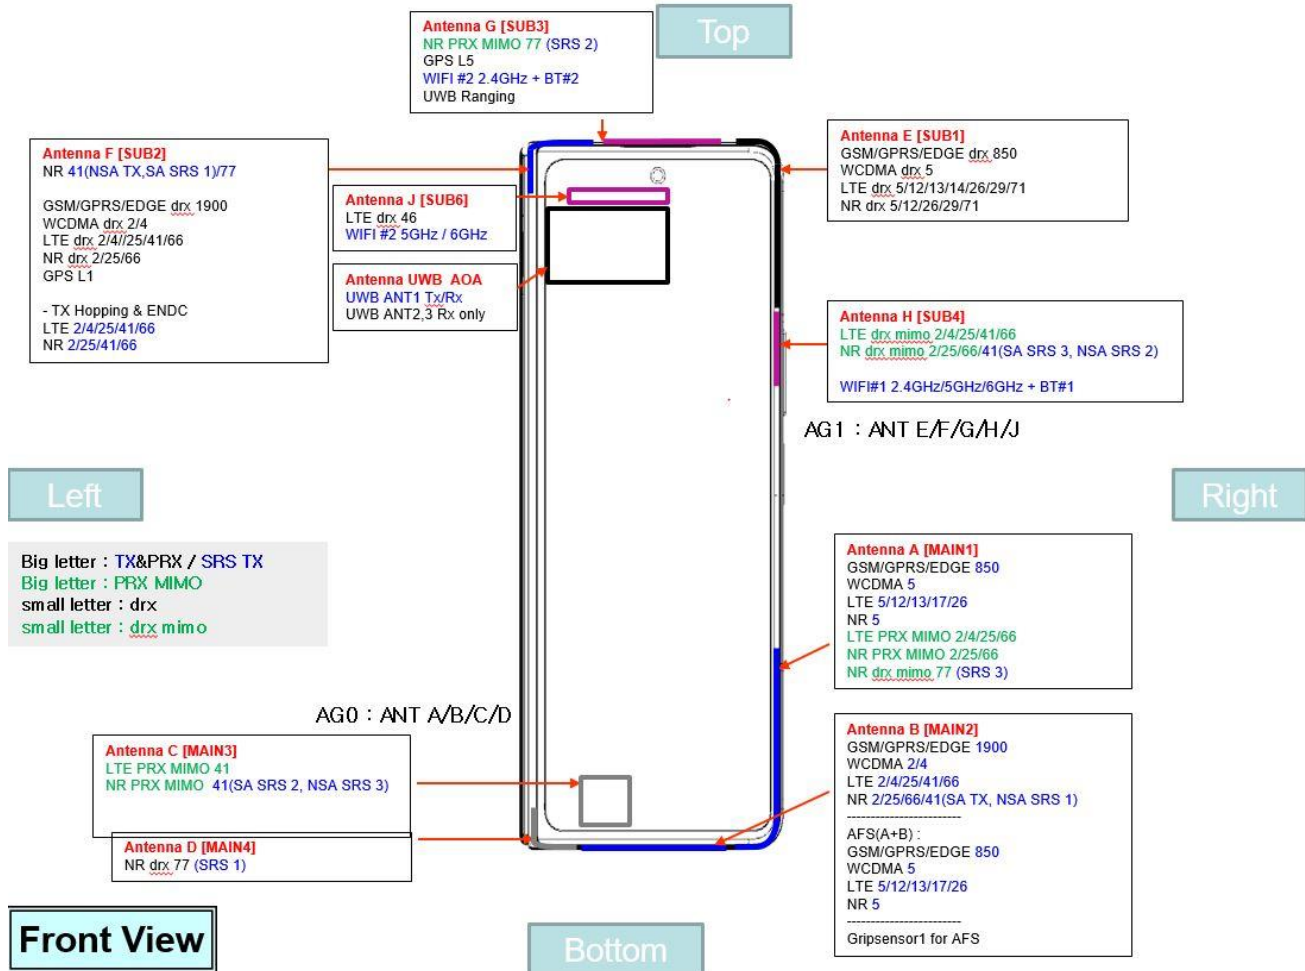 Top
Antenna G [SUB3]
NR PRX MIMO 77 (SRS 2)
GPS L5
WIFI #2 2.4GHz + BT#2
UWB Ranging
Antenna F [SUB2]
NR 41(NSA TX,SA SRS 1)/77
GSM/GPRS/EDGE drx 1900
WCDMA drx 2/4
LTE drx 2/4//25/41/66
NR drx 2/25/66
GPS L1
- TX Hopping & ENDC
LTE 2/4/25/41/66
NR 2/25/41/66
Antenna J [SUB6]
LTE drx 46
WIFI #2 5GHz / 6GHz
Antenna UWB  AOA
UWB ANT1 Tx/Rx
UWB ANT2,3 Rx only
Antenna E [SUB1]
GSM/GPRS/EDGE drx 850
WCDMA drx 5
LTE drx 5/12/13/14/26/29/71
NR drx 5/12/26/29/71
Antenna H [SUB4]
LTE drx mimo 2/4/25/41/66
NR drx mimo 2/25/66/41(SA SRS 3, NSA SRS 2)
WIFI#1 2.4GHz/5GHz/6GHz + BT#1
AG1 : ANT E/F/G/H/J
Left
Right
Big letter : TX&PRX / SRS TX
Big letter : PRX MIMO
small letter : drx
small letter : drx mimo
Antenna A [MAIN1]
GSM/GPRS/EDGE 850
WCDMA 5
LTE 5/12/13/17/26
NR 5
LTE PRX MIMO 2/4/25/66
NR PRX MIMO 2/25/66
NR drx mimo 77 (SRS 3)
AG0 : ANT A/B/C/D
Antenna C [MAIN3]
LTE PRX MIMO 41
NR PRX MIMO  41(SA SRS 2, NSA SRS 3)
Antenna D [MAIN4]
NR drx 77 (SRS 1)
Antenna B [MAIN2]
GSM/GPRS/EDGE 1900
WCDMA 2/4
LTE 2/4/25/41/66
NR 2/25/66/41(SA TX, NSA SRS 1)
------------------------
AFS(A+B) :
GSM/GPRS/EDGE 850
WCDMA 5
LTE 5/12/13/17/26
NR 5
------------------------
Gripsensor1 for AFS
Front View
Bottom